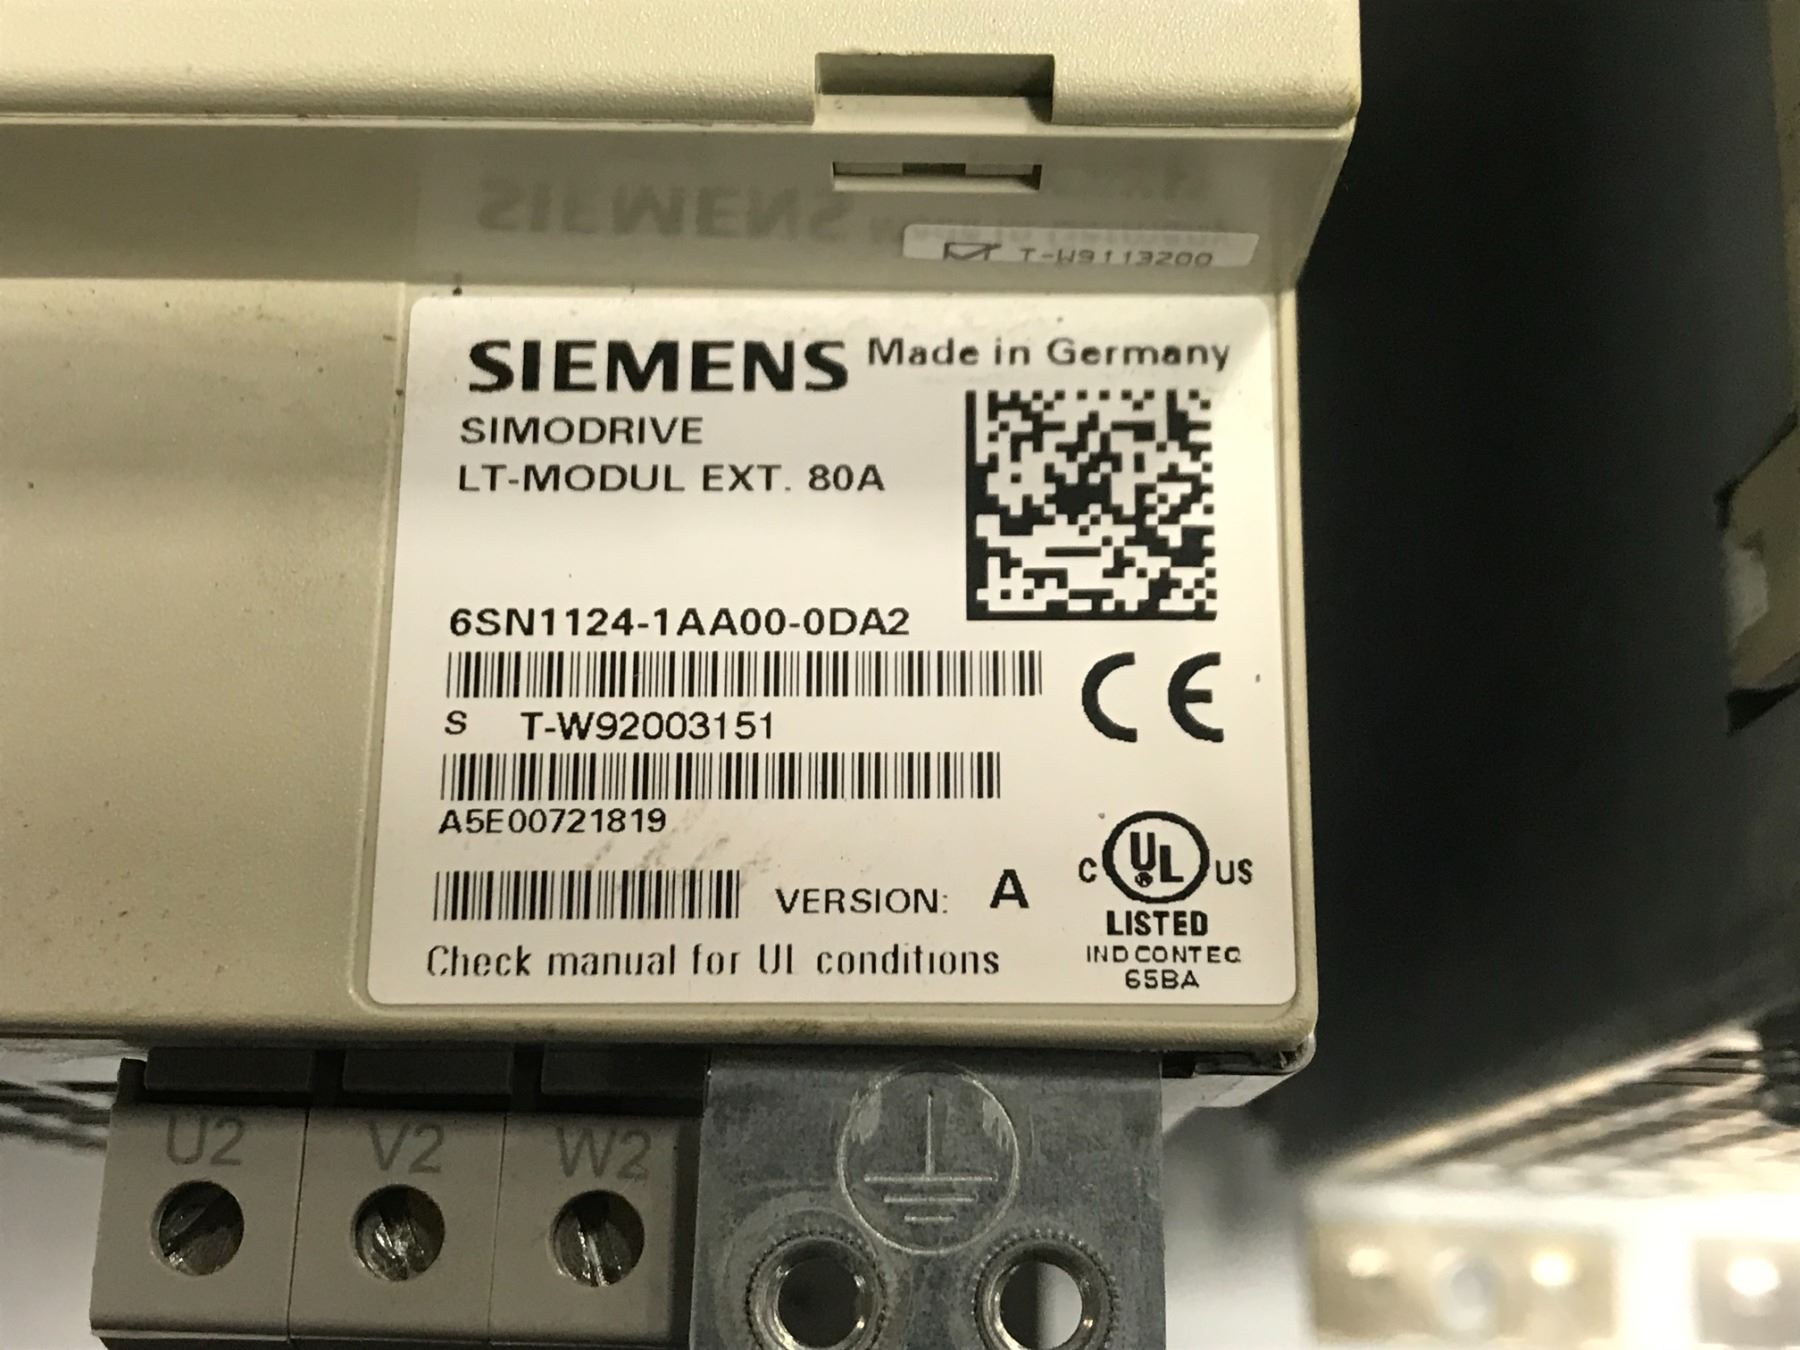 T-W9113200
SIEMENS Made in Germany
SIMODRIVE
LT-MODUL EXT. 80A
6SN1124-1AA00-0DA2
S T-W92003151
A5E00721819
VERSION: A
C UL US
LISTED
IND CONT EQ
65BA
Check manual for UL conditions
CE
U2 V2 W2